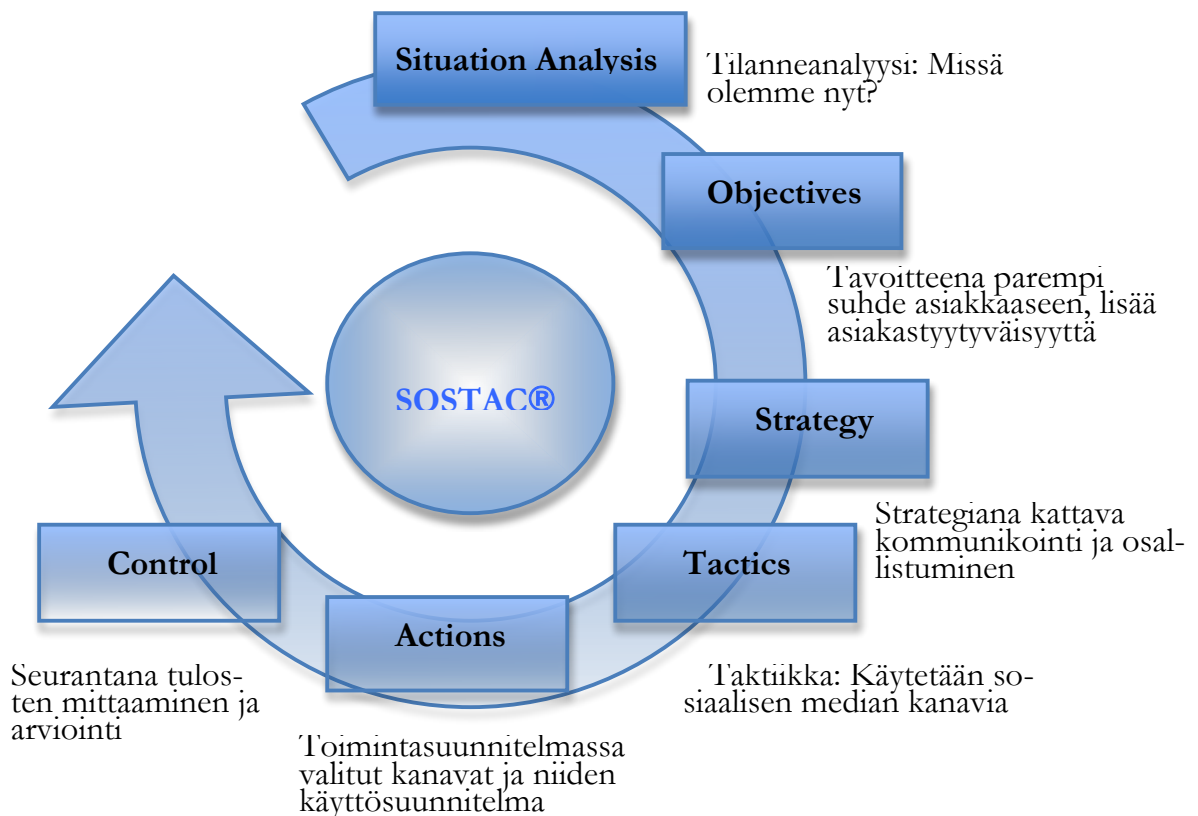 Situation Analysis
Tilanneanalyysi: Missä
olemme nyt?
Objectives
Tavoitteena parempi
suhde asiakkaaseen, lisää
asiakastyytyväisyyttä
SOSTAC®
Strategy
Strategiana kattava
kommunikointi ja osal-
listuminen
Tactics
Taktiikka: Käytetään so-
siaalisen median kanavia
Actions
Toimintasuunnitelmassa
valitut kanavat ja niiden
käyttösuunnitelma
Control
Seurantana tulos-
ten mittaaminen ja
arviointi